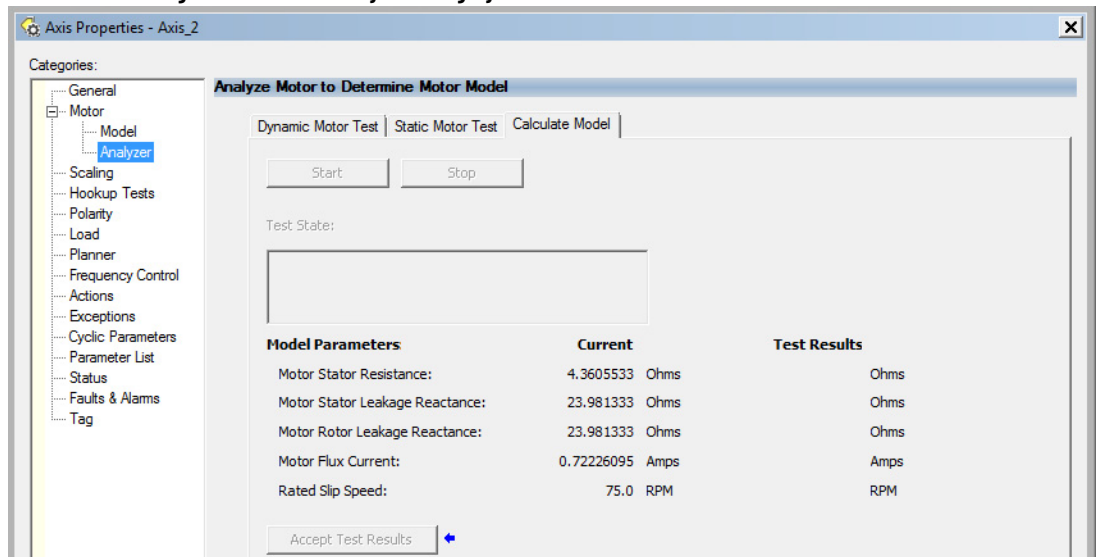 Axis Properties - Axis_2
Categories:
General
Motor
Model
Analyzer
Scaling
Hookup Tests
Polarity
Load
Planner
Frequency Control
Actions
Exceptions
Cyclic Parameters
Parameter List
Status
Faults & Alarms
Tag
Analyze Motor to Determine Motor Model
Dynamic Motor Test Static Motor Test Calculate Model
Start Stop
Test State:
Model Parameters: Current Test Results
Motor Stator Resistance: 4.3605533 Ohms Ohms
Motor Stator Leakage Reactance: 23.981333 Ohms Ohms
Motor Rotor Leakage Reactance: 23.981333 Ohms Ohms
Motor Flux Current: 0.72226095 Amps Amps
Rated Slip Speed: 75.0 RPM RPM
Accept Test Results